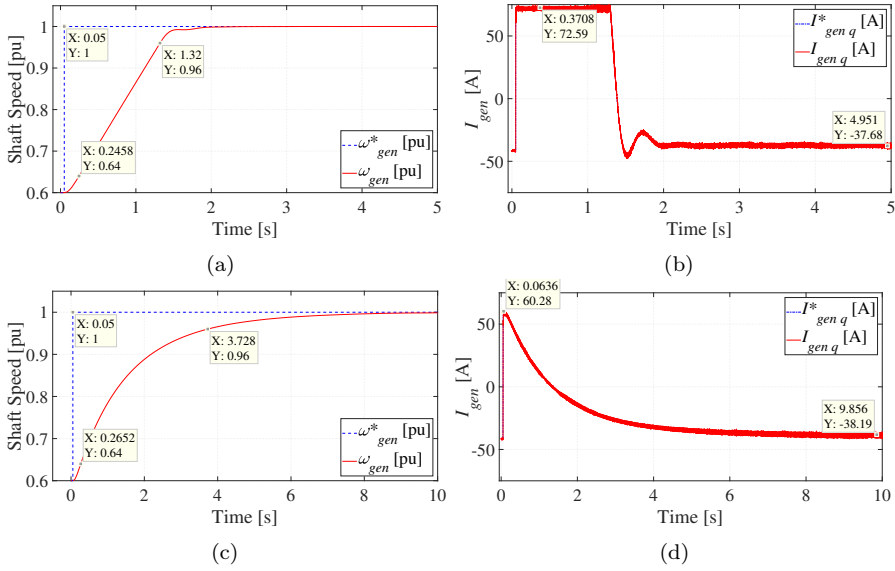 1
0.9
0.8
0.7
0.6
Shaft Speed [pu]
X: 0.05
Y: 1
X: 1.32
Y: 0.96
X: 0.2458
Y: 0.64
ω*gen [pu]
ωgen [pu]
0 1 2 3 4 5
Time [s]
(a)
50
0
-50
Igen [A]
X: 0.3708
Y: 72.59
I*gen q [A]
Igen q [A]
X: 4.951
Y: -37.68
0 1 2 3 4 5
Time [s]
(b)
1
0.9
0.8
0.7
0.6
Shaft Speed [pu]
X: 0.05
Y: 1
X: 3.728
Y: 0.96
X: 0.2652
Y: 0.64
ω*gen [pu]
ωgen [pu]
0 2 4 6 8 10
Time [s]
(c)
50
0
-50
Igen [A]
X: 0.0636
Y: 60.28
I*gen q [A]
Igen q [A]
X: 9.856
Y: -38.19
0 2 4 6 8 10
Time [s]
(d)